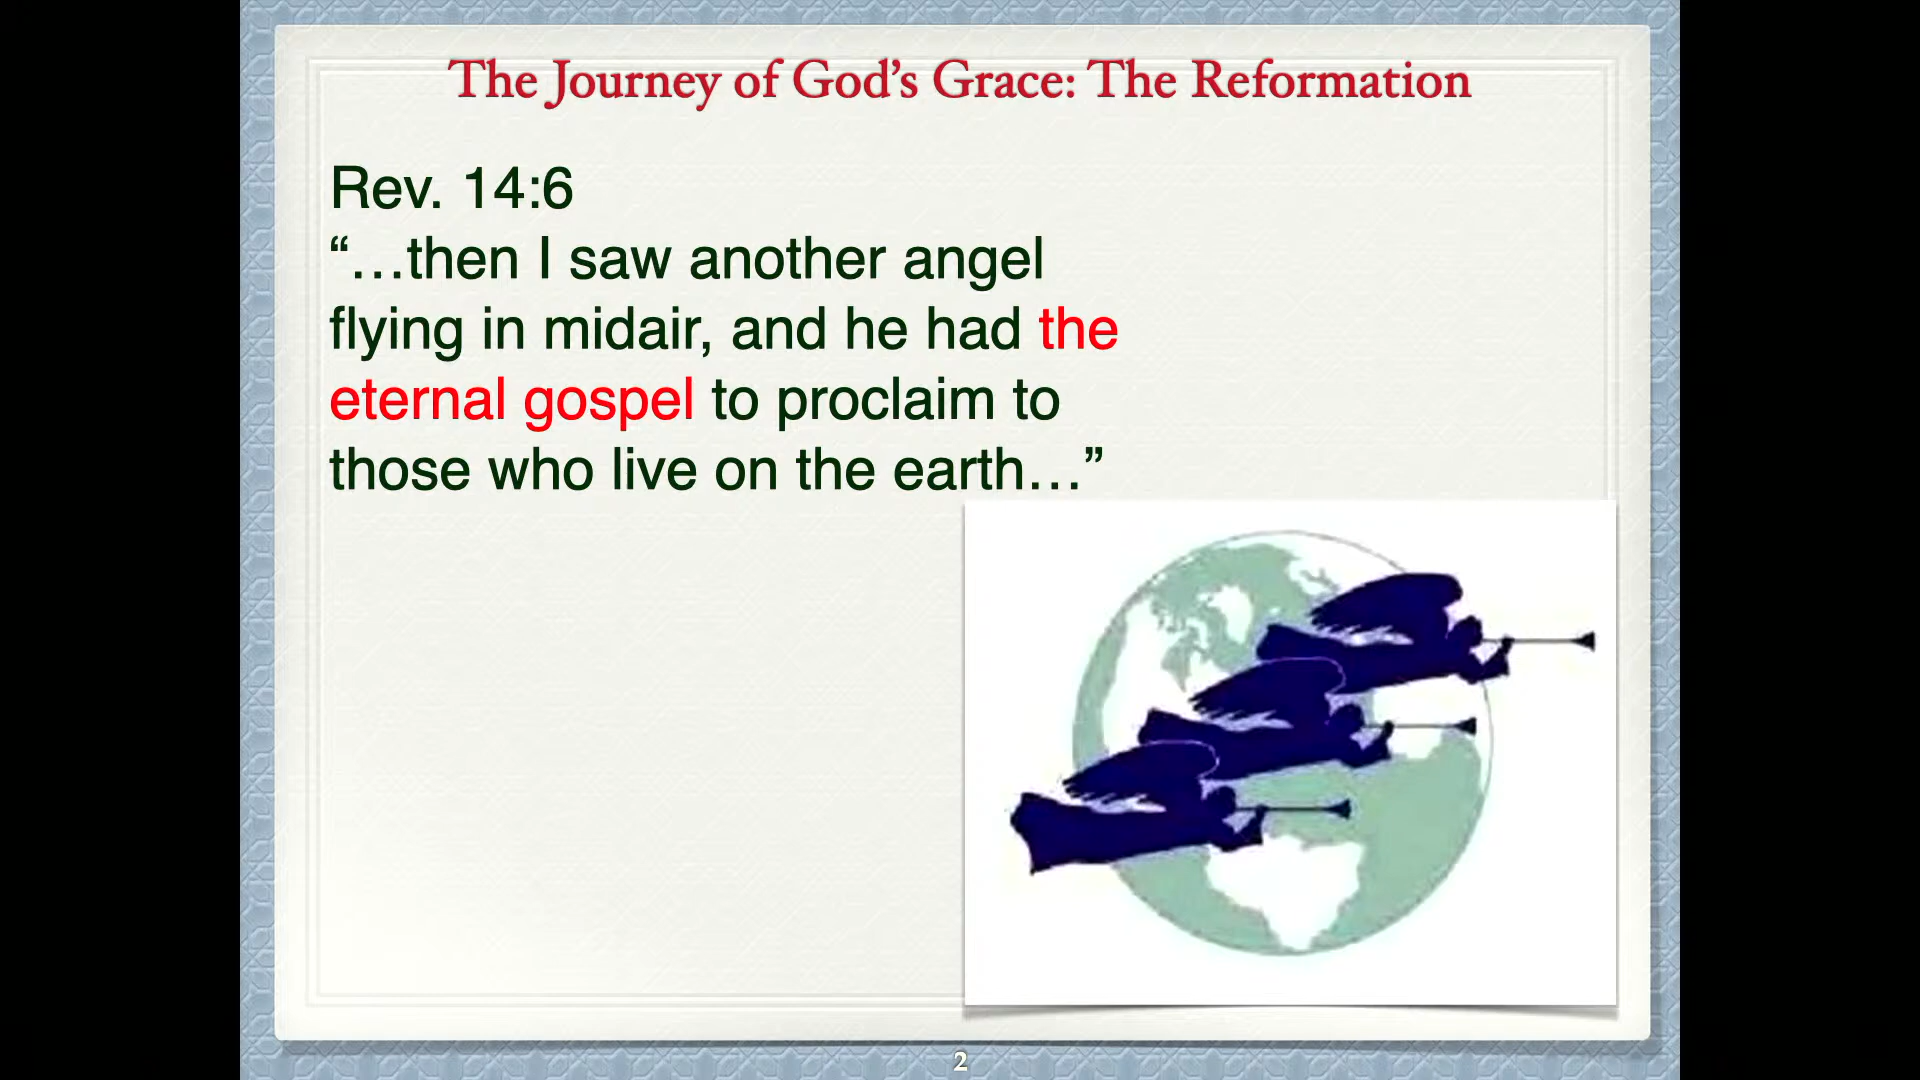 The Journey of God’s Grace: The Reformation
Rev. 14:6
“…then I saw another angel
flying in midair, and he had the
eternal gospel to proclaim to
those who live on the earth…”
2